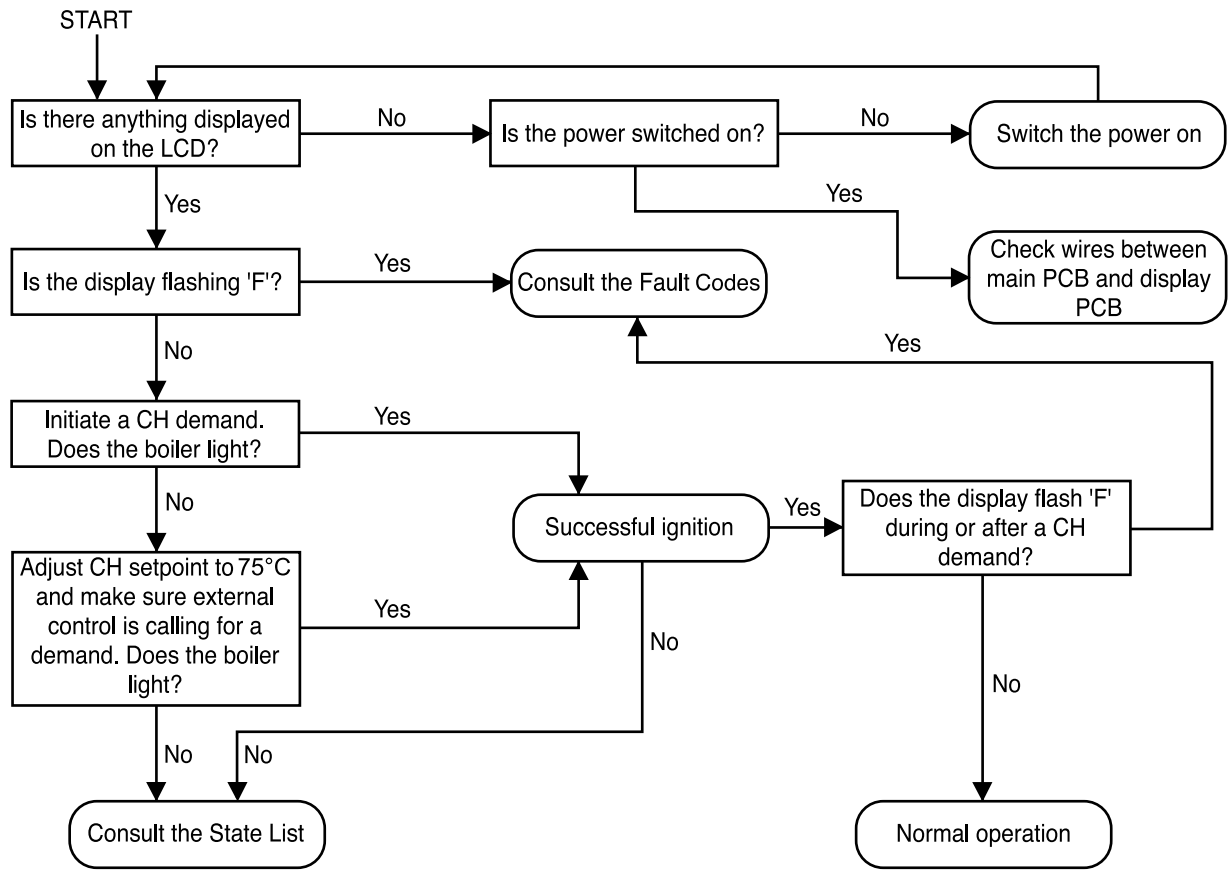 START
Is there anything displayed
on the LCD?
No
Is the power switched on?
No
Switch the power on
Yes
Yes
Check wires between
main PCB and display
PCB
Is the display flashing 'F'?
Yes
Consult the Fault Codes
No
Yes
Initiate a CH demand.
Does the boiler light?
Yes
No
Successful ignition
Yes
Does the display flash 'F'
during or after a CH
demand?
Adjust CH setpoint to 75°C
and make sure external
control is calling for a
demand. Does the boiler
light?
Yes
No
No
No
No
Consult the State List
Normal operation